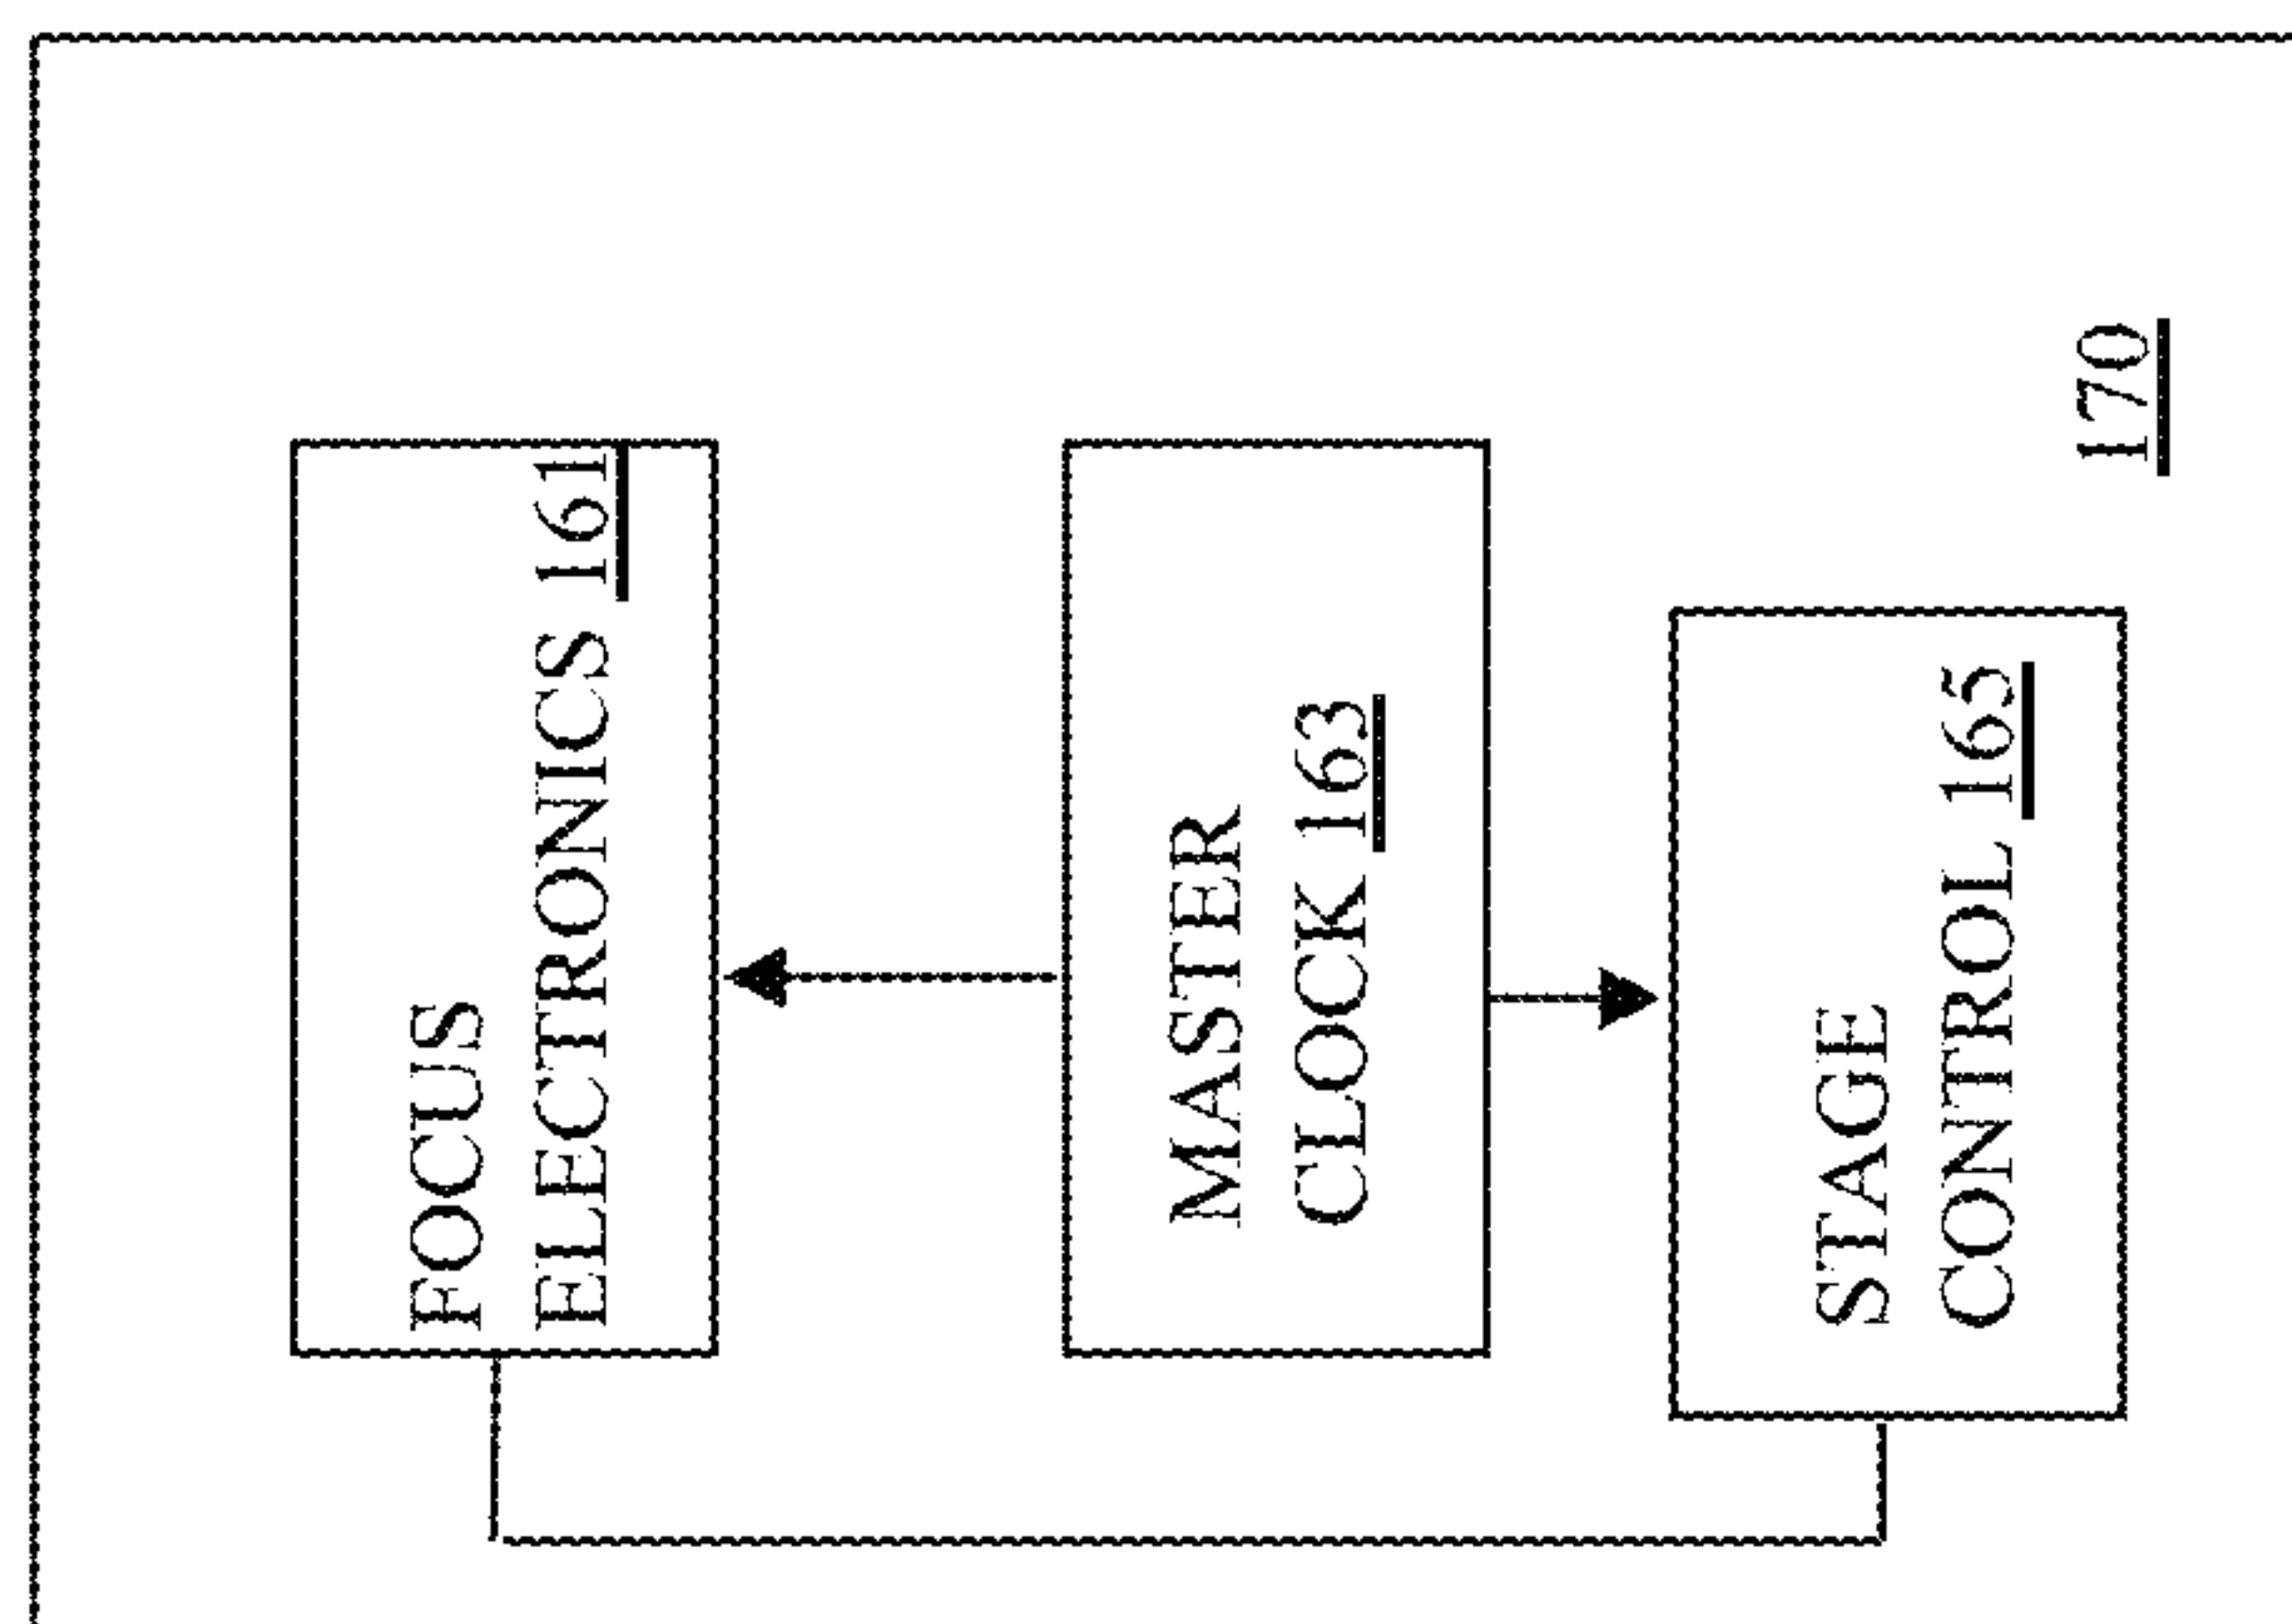 FOCUS
ELECTRONICS 161
MASTER
CLOCK 163
STAGE
CONTROL 165
170